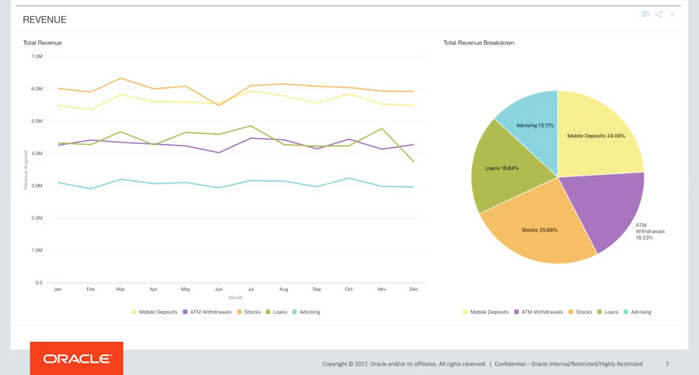 REVENUE
Total Revenue
7.0M
6.0M
5.0M
4.0M
3.0M
2.0M
1.0M
0.0
Revenue Acquired
Jan Feb Mar Apr May Jun Jul Aug Sep Oct Nov Dec
Month
Mobile Deposits ATM Withdrawals Stocks Loans Advising
Total Revenue Breakdown
Advising 13.11%
Mobile Deposits 24.06%
Loans 18.84%
ATM
Withdrawals
18.33%
Stocks 25.66%
Mobile Deposits ATM Withdrawals Stocks Loans Advising
ORACLE
Copyright © 2017, Oracle and/or its affiliates. All rights reserved. | Confidential – Oracle Internal/Restricted/Highly Restricted 7